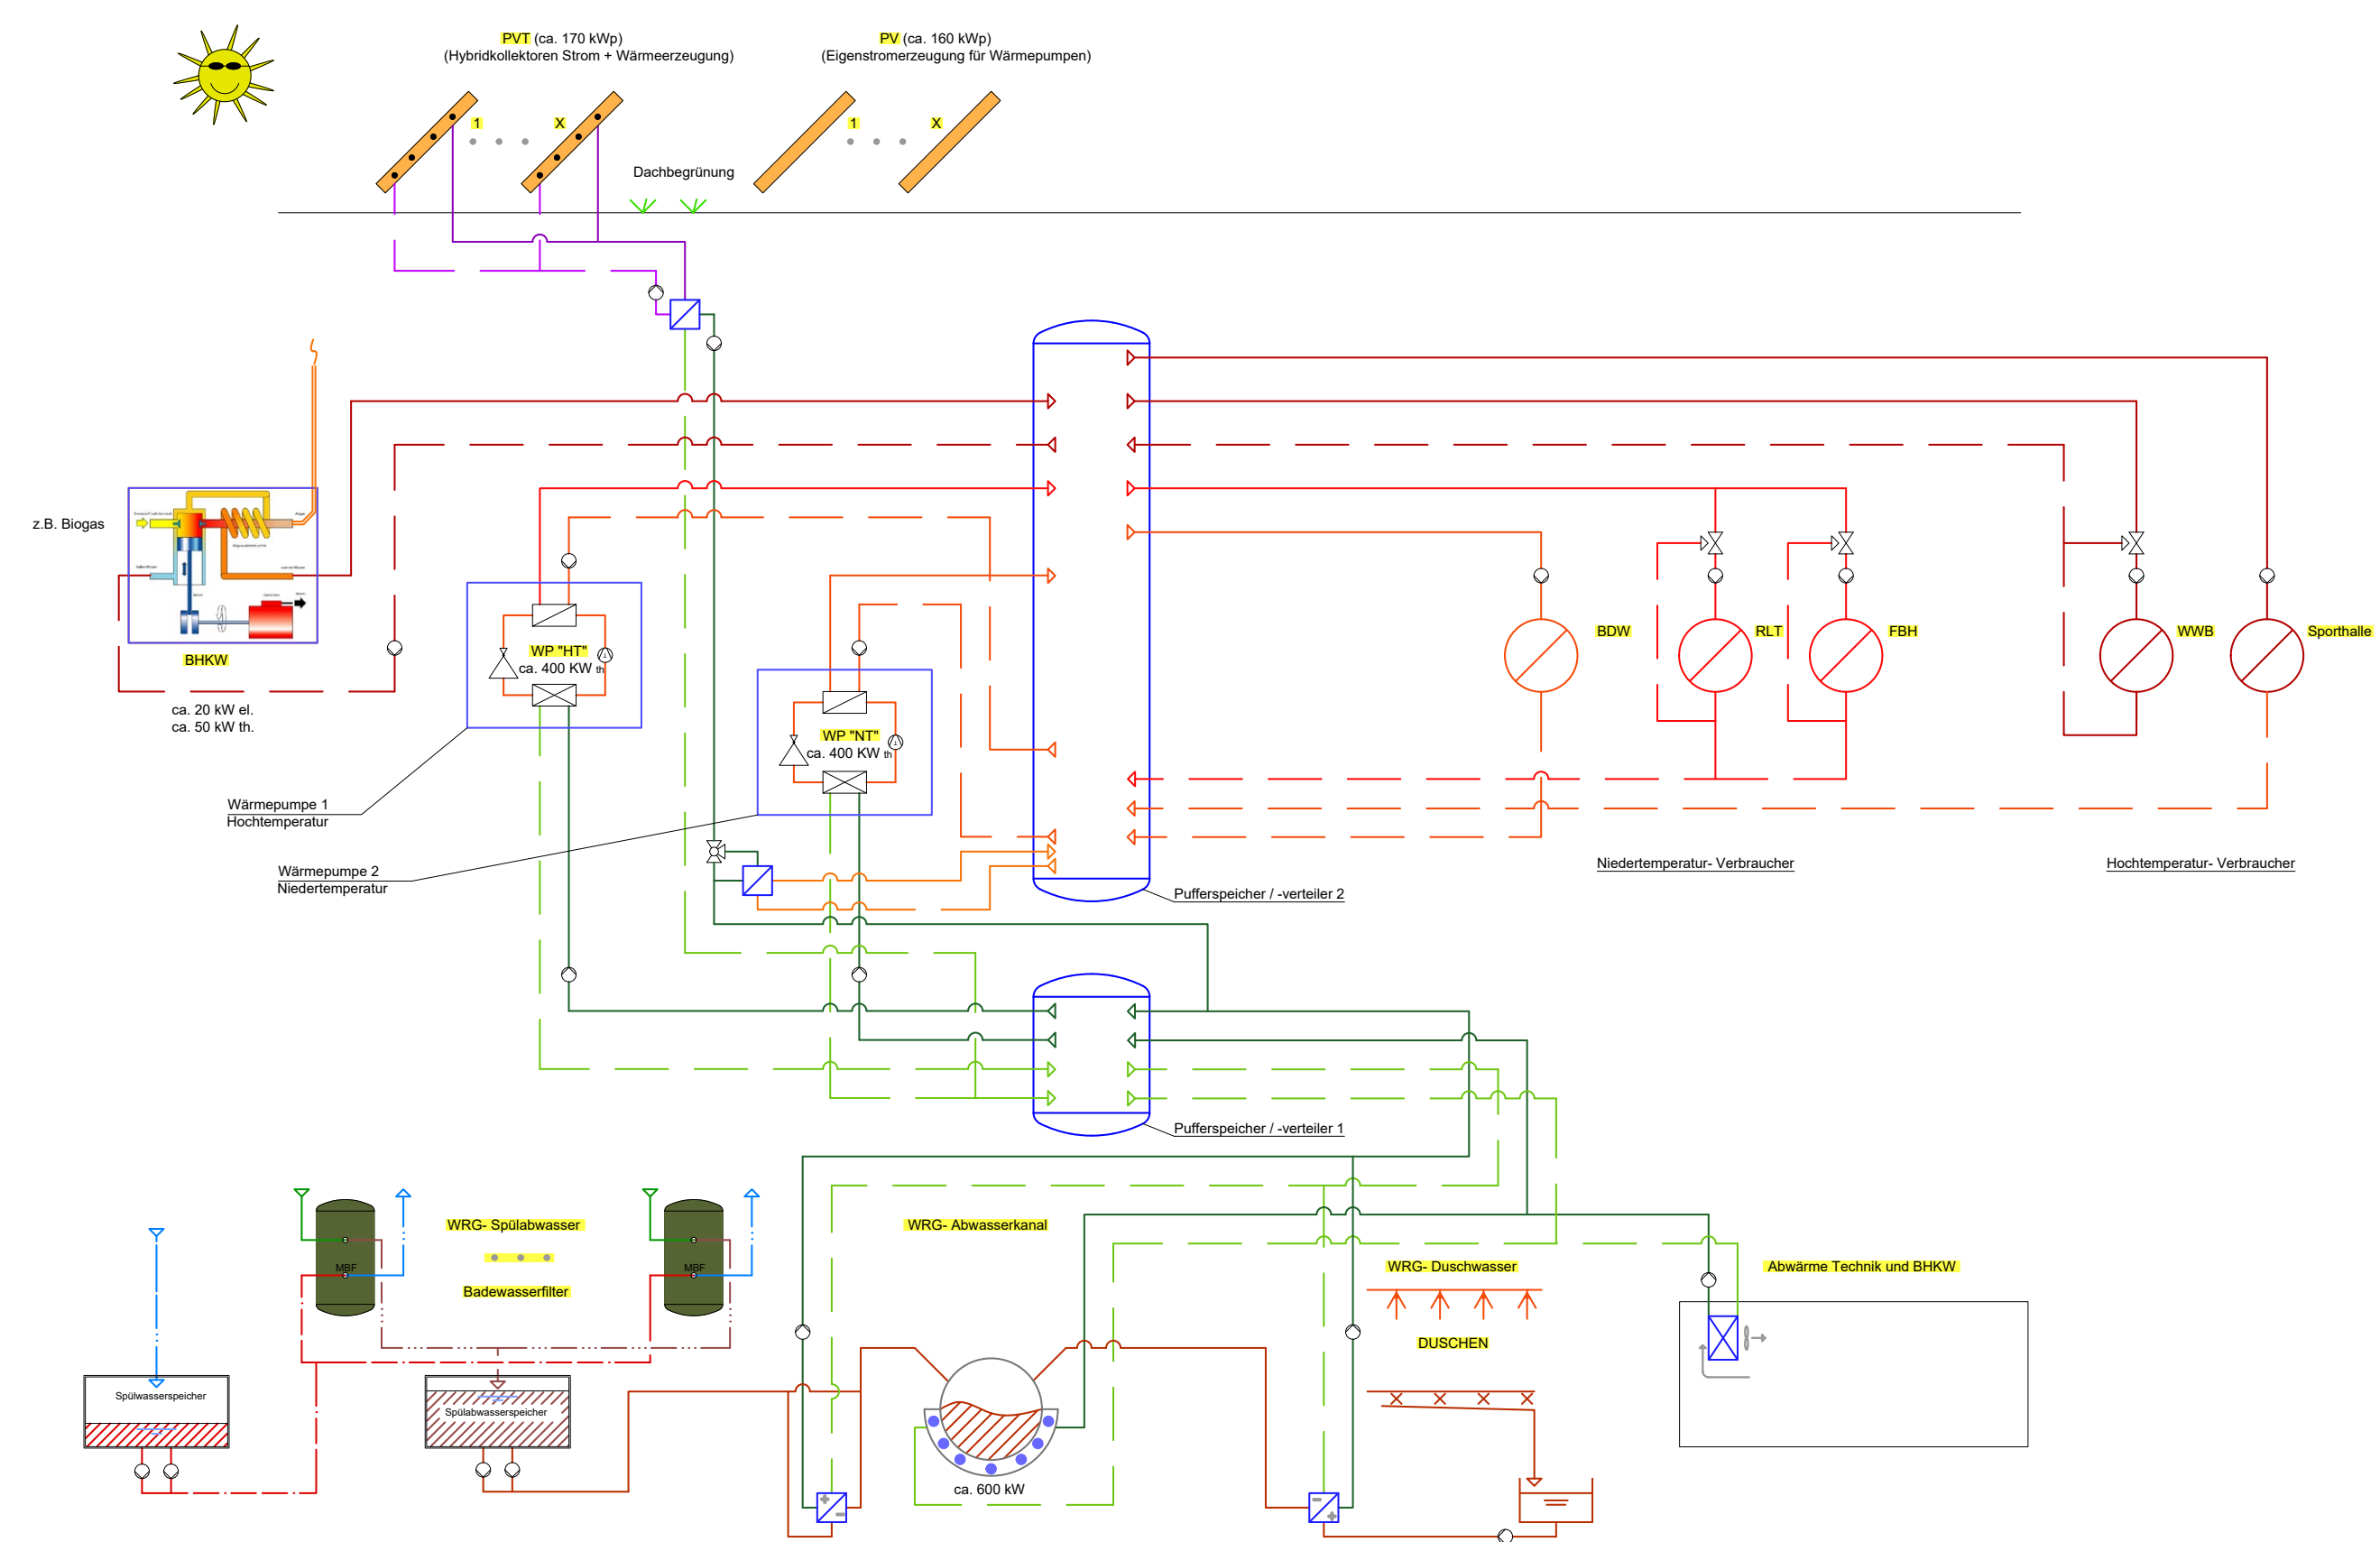 PVT (ca. 170 kWp)
(Hybridkollektoren Strom + Wärmeerzeugung)
PV (ca. 160 kWp)
(Eigenstromerzeugung für Wärmepumpen)
1
X
1
X
Dachbegrünung
z.B. Biogas
BHKW
ca. 20 kW el.
ca. 50 kW th.
WP "HT"
ca. 400 KW th
WP "NT"
ca. 400 KW th
Wärmepumpe 1
Hochtemperatur
Wärmepumpe 2
Niedertemperatur
BDW
RLT
FBH
WWB
Sporthalle
Niedertemperatur- Verbraucher
Hochtemperatur- Verbraucher
Pufferspeicher / -verteiler 2
Pufferspeicher / -verteiler 1
WRG- Spülabwasser
Badewasserfilter
MBF
MBF
WRG- Abwasserkanal
WRG- Duschwasser
DUSCHEN
Abwärme Technik und BHKW
Spülwasserspeicher
Spülabwasserspeicher
ca. 600 kW